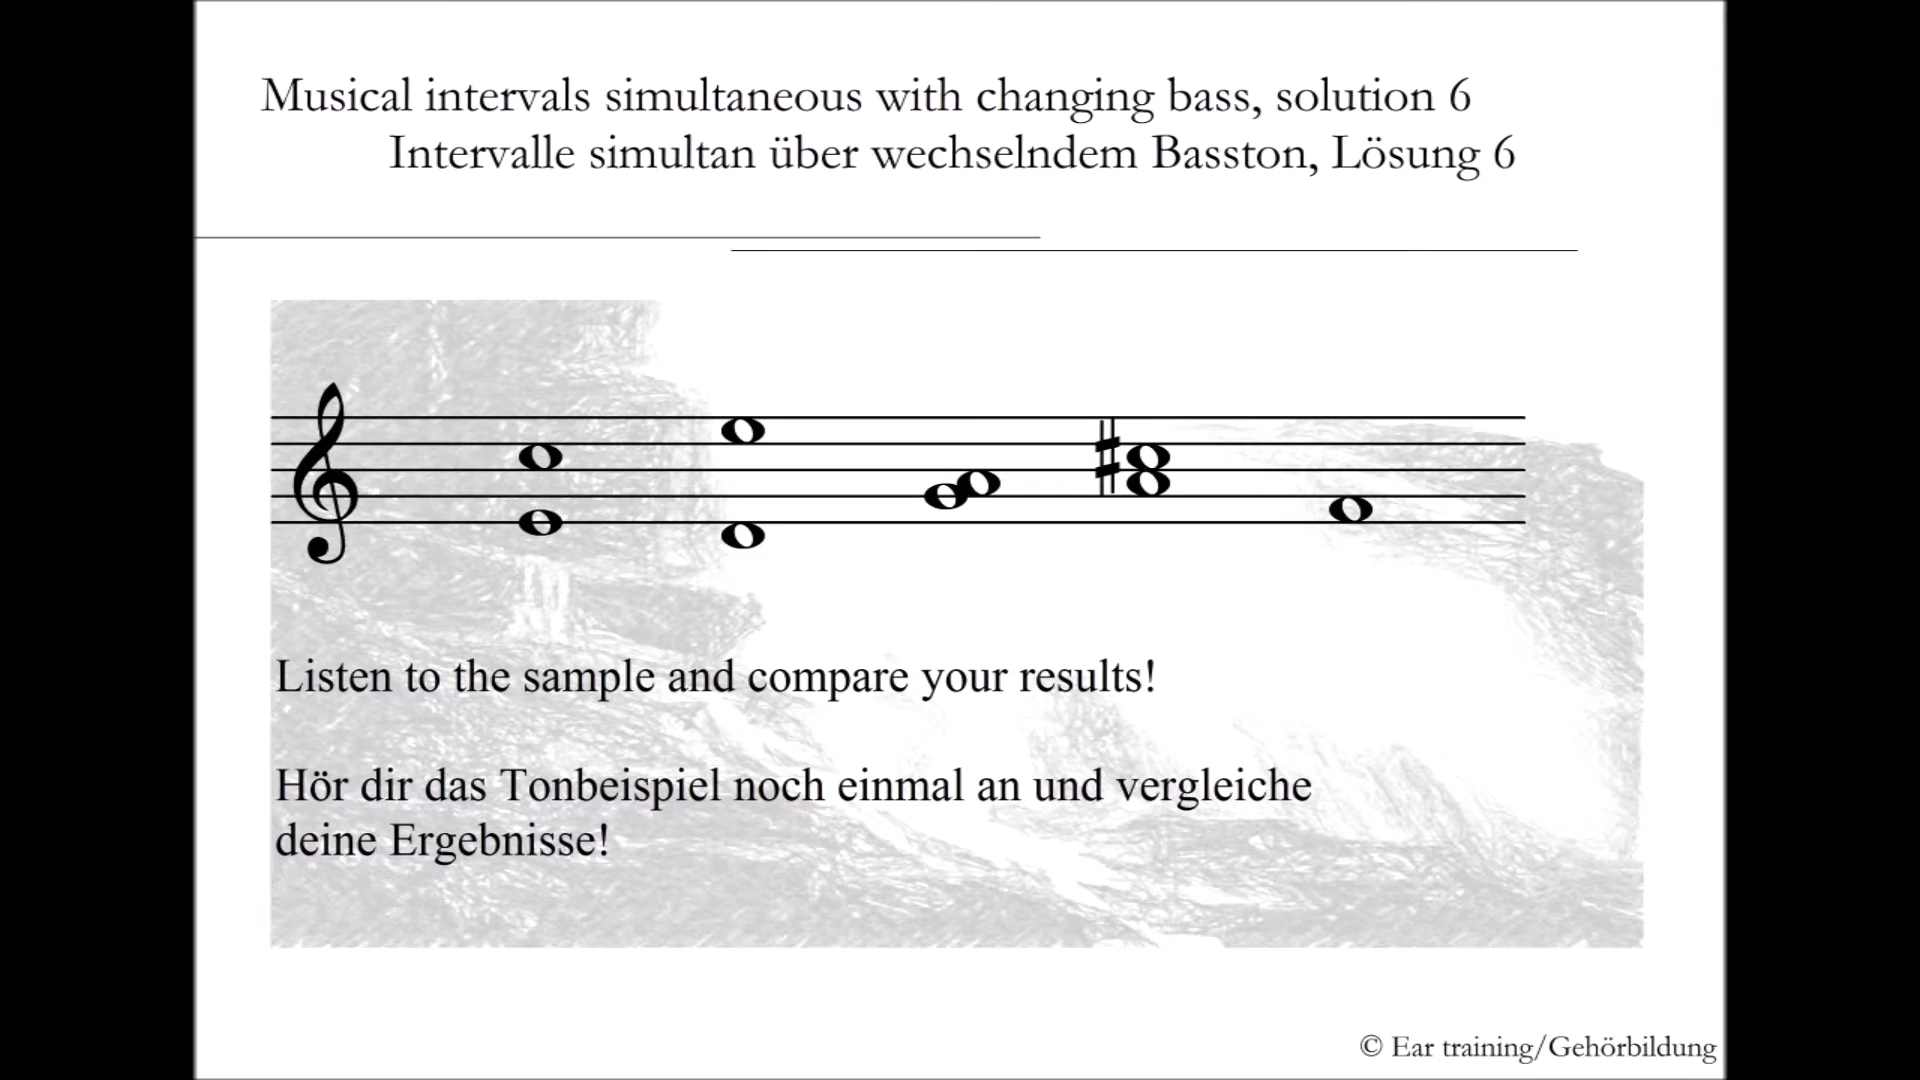 Musical intervals simultaneous with changing bass, solution 6
Intervalle simultan über wechselndem Basston, Lösung 6
Listen to the sample and compare your results!
Hör dir das Tonbeispiel noch einmal an und vergleiche
deine Ergebnisse!
© Ear training/Gehörbildung